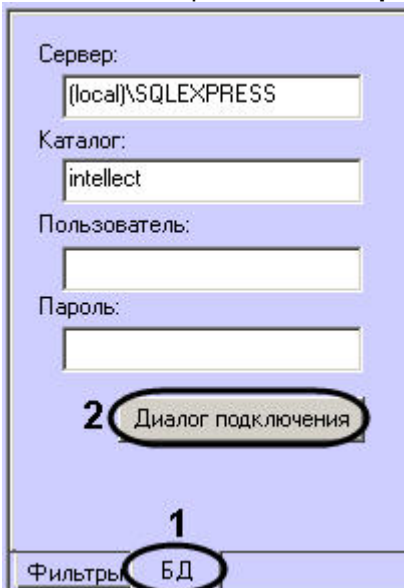 Сервер:
(local)\SQLEXPRESS
Каталог:
intellect
Пользователь:
Пароль:
2 Диалог подключения
1
Фильтры БД